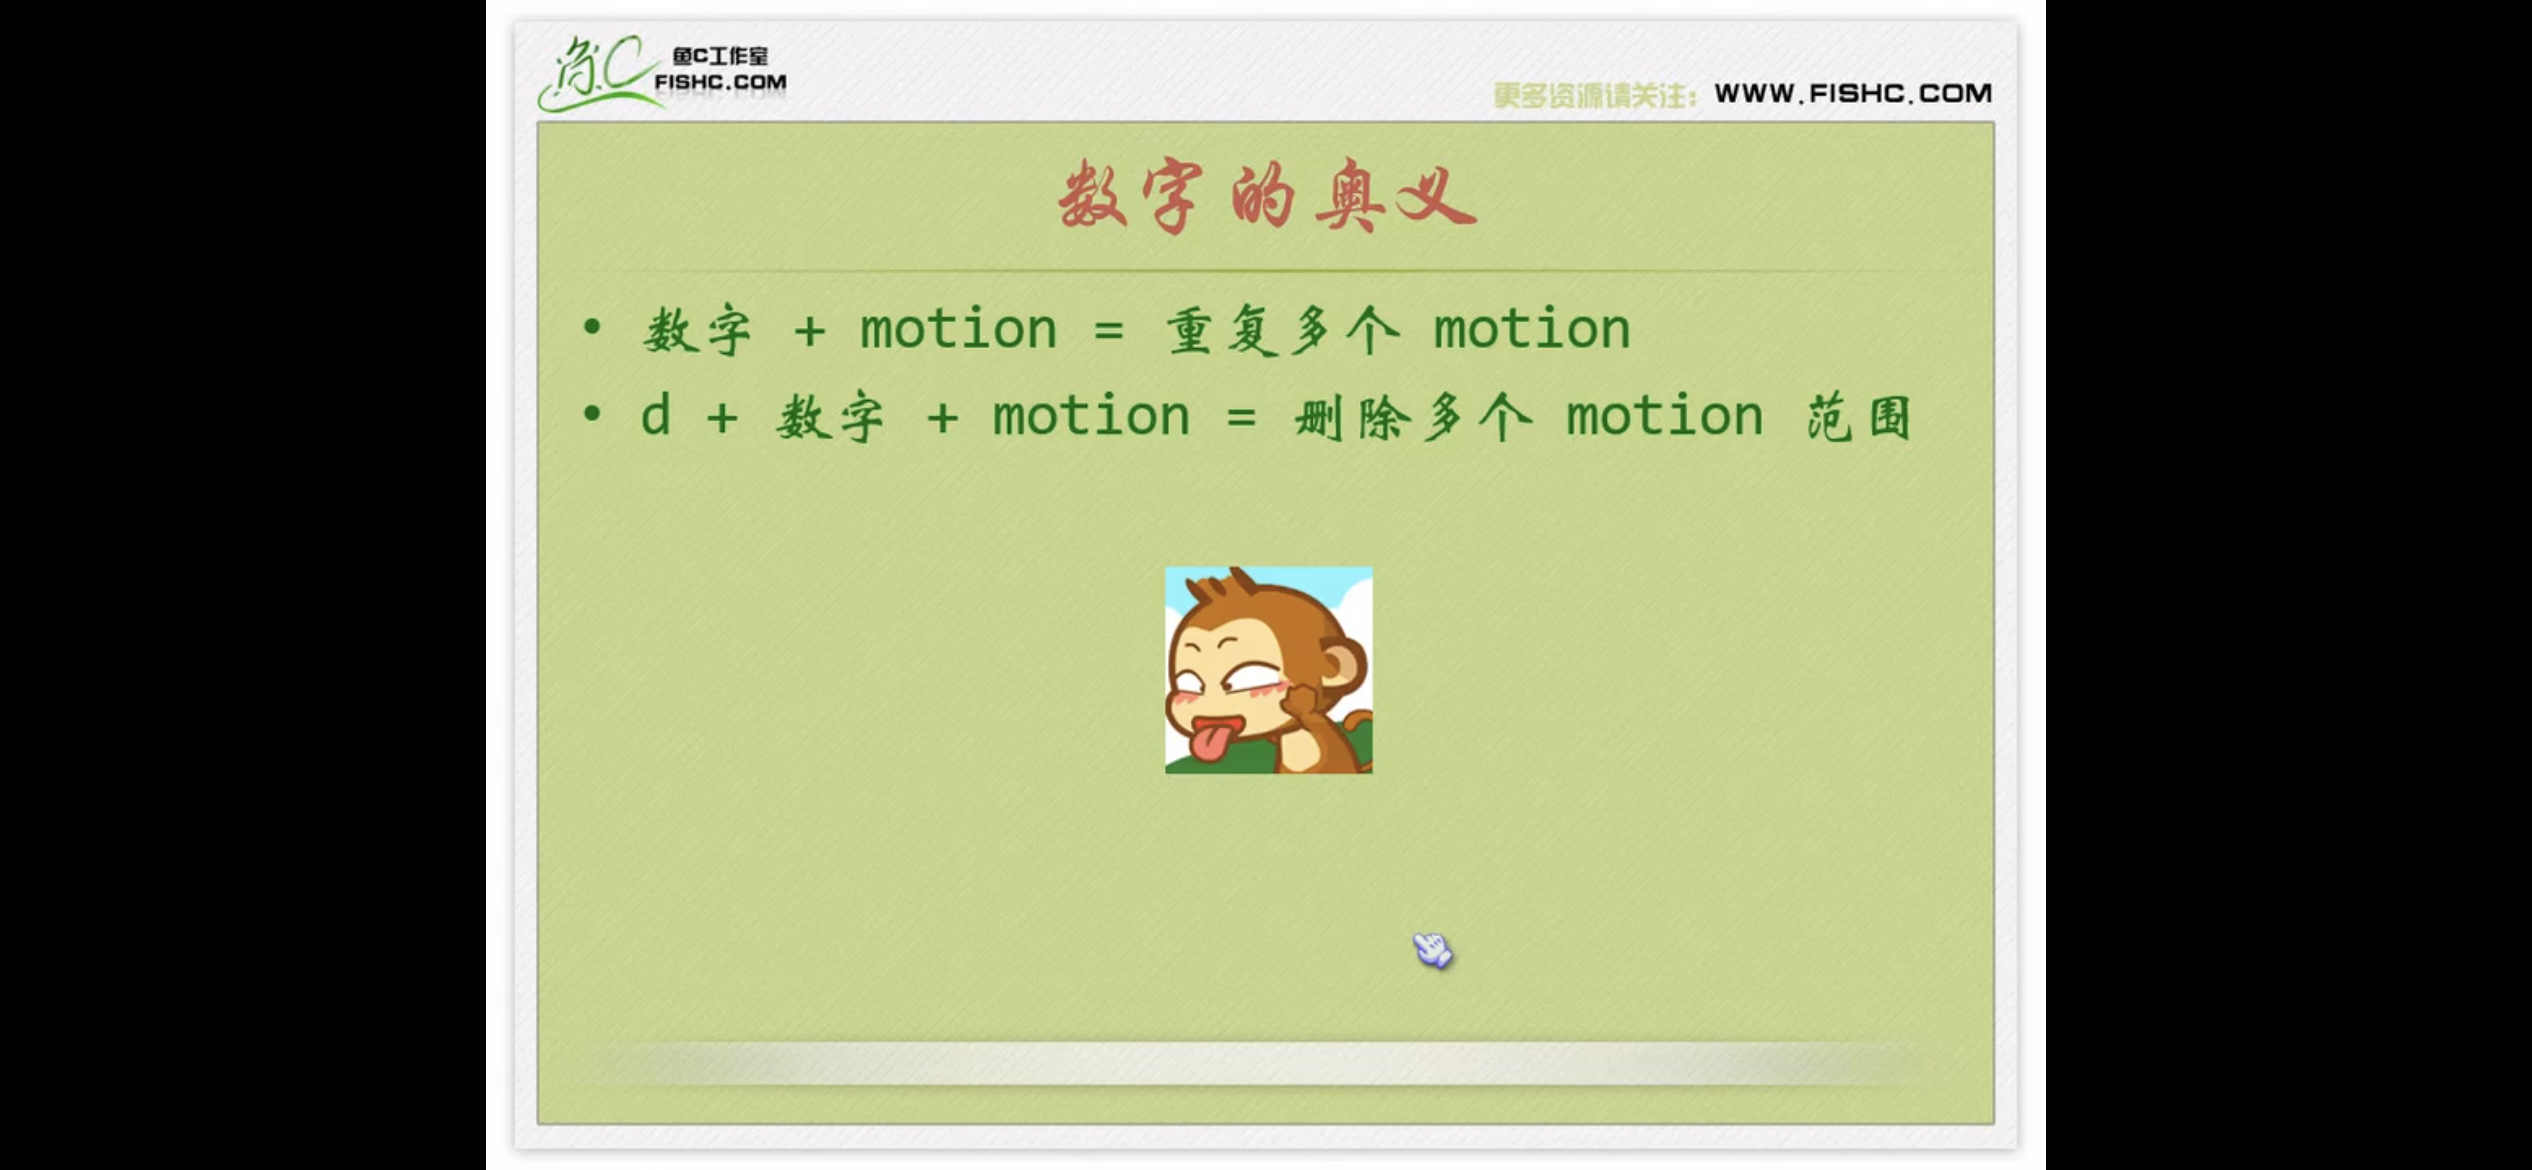 鱼C 鱼C工作室
FISHC.COM
更多资源请关注: WWW.FISHC.COM
数字的奥义
• 数字 + motion = 重复多个 motion
• d + 数字 + motion = 删除多个 motion 范围